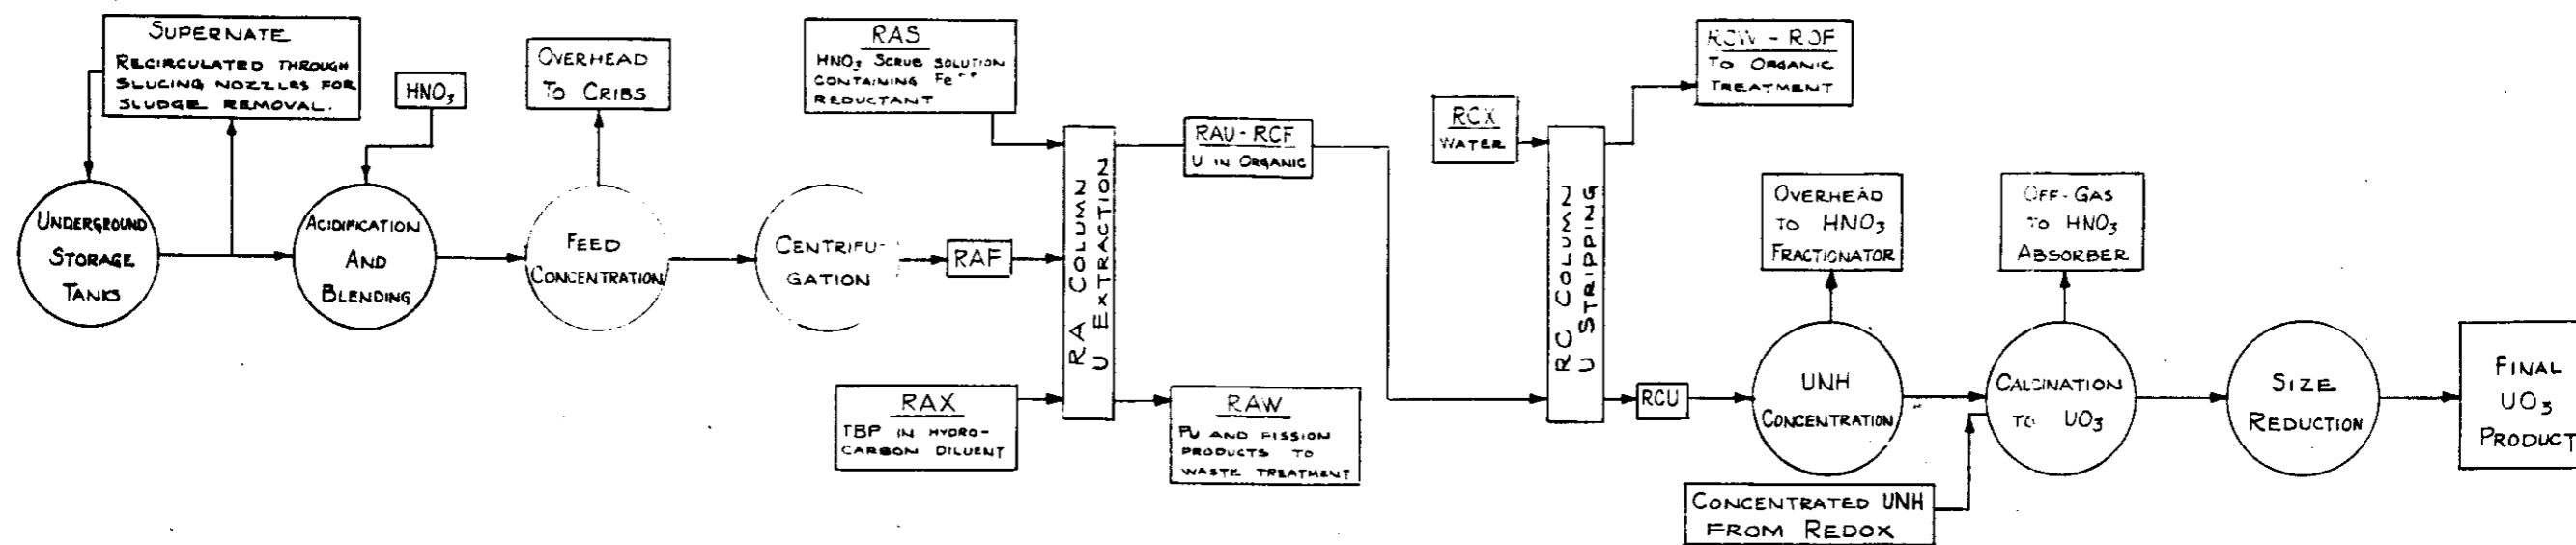 SUPERNATE
RECIRCULATED THROUGH
SLUCING NOZZLES FOR
SLUDGE REMOVAL.
HNO₃
UNDERGROUND
STORAGE
TANKS
ACIDIFICATION
AND
BLENDING
OVERHEAD
TO CRIBS
FEED
CONCENTRATION
CENTRIFU-
GATION
RAF
RAS
HNO₃ SCRUB SOLUTION
CONTAINING Fe⁺⁺
REDUCTANT
RA COLUMN
U EXTRACTION
RAX
TBP IN HYDRO-
CARBON DILUENT
RAU-RCF
U IN ORGANIC
RAW
PU AND FISSION
PRODUCTS TO
WASTE TREATMENT
RCX
WATER
RC COLUMN
U STRIPPING
RCW - ROF
TO ORGANIC
TREATMENT
RCU
OVERHEAD
TO HNO₃
FRACTIONATOR
UNH
CONCENTRATION
OFF-GAS
TO HNO₃
ABSORBER
CALCINATION
TO UO₃
CONCENTRATED UNH
FROM REDOX
SIZE
REDUCTION
FINAL
UO₃
PRODUCT